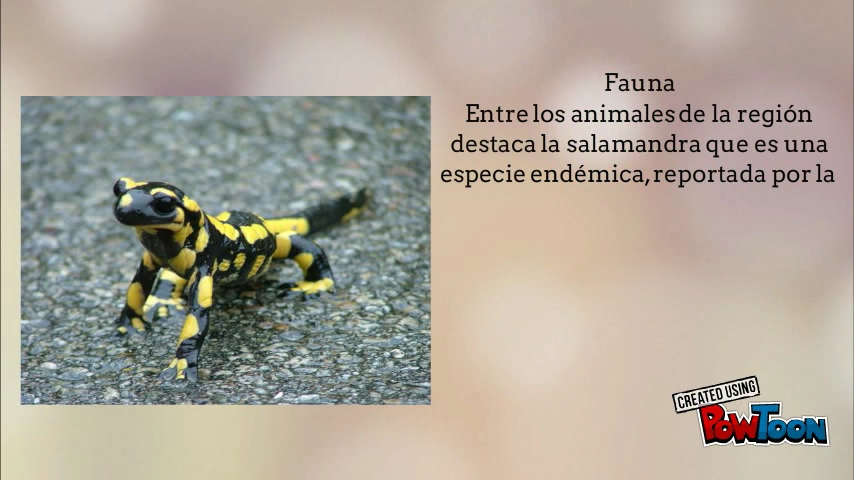 Fauna
Entre los animales de la región
destaca la salamandra que es una
especie endémica, reportada por la
CREATED USING
POWTOON